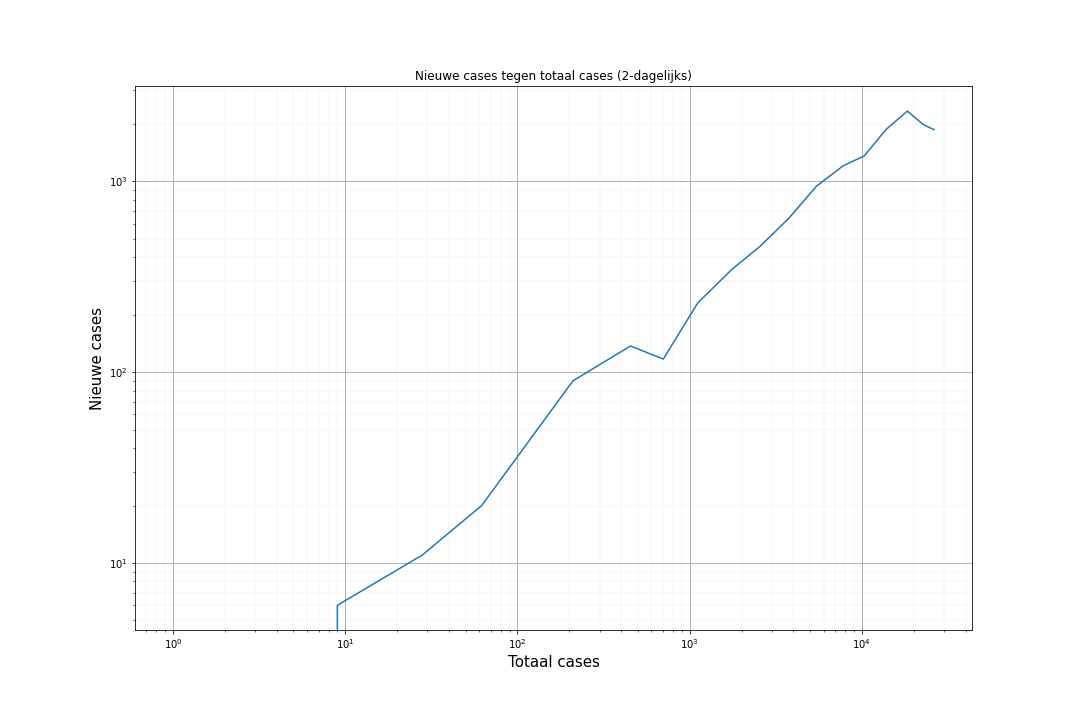 Nieuwe cases tegen totaal cases (2-dagelijks)
10³
10²
10¹
Nieuwe cases
10⁰ 10¹ 10² 10³ 10⁴
Totaal cases